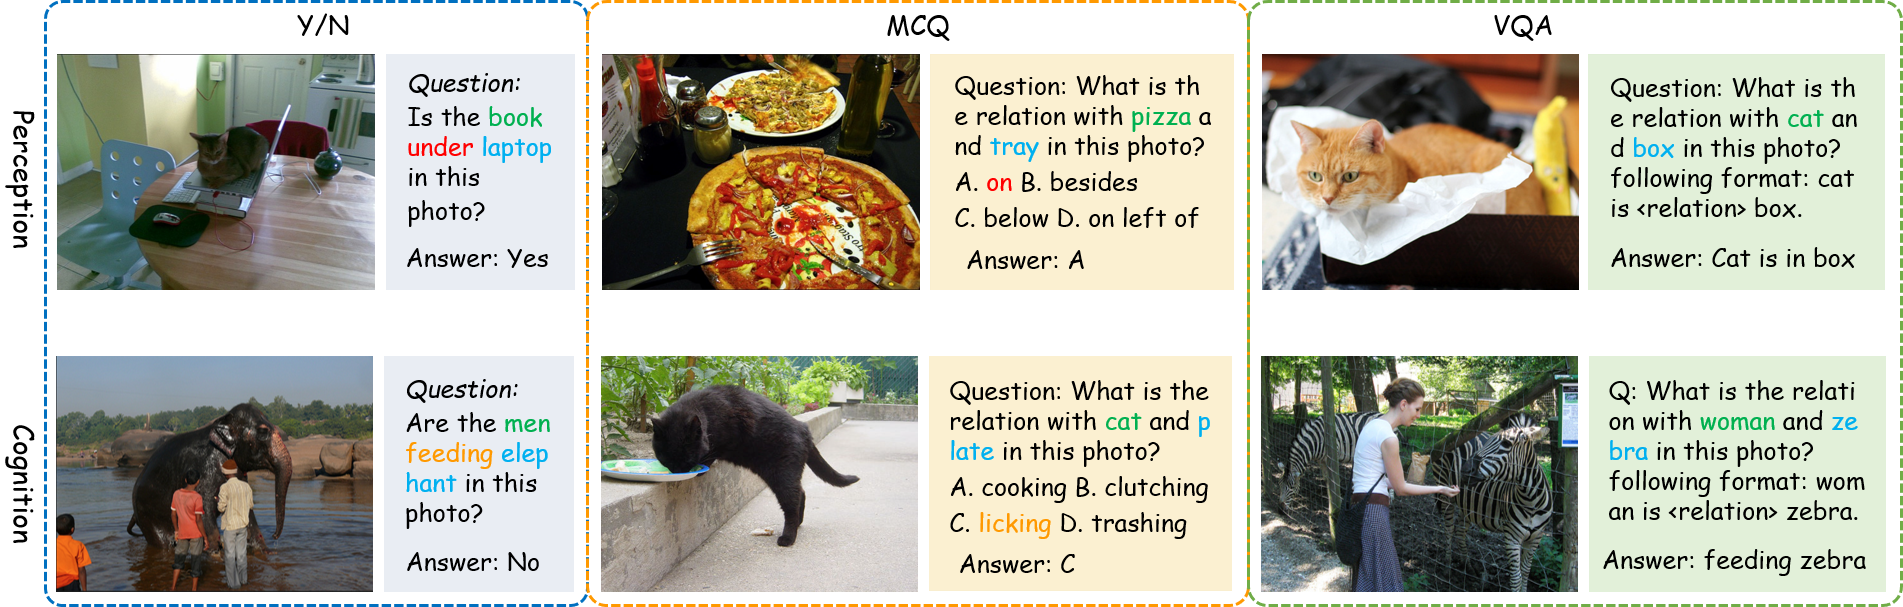 Y/N
MCQ
VQA
Perception
Question:
Is the book
under laptop
in this
photo?
Answer: Yes
Question: What is th
e relation with pizza a
nd tray in this photo?
A. on B. besides
C. below D. on left of
Answer: A
Question: What is th
e relation with cat an
d box in this photo?
following format: cat
is <relation> box.
Answer: Cat is in box
Cognition
Question:
Are the men
feeding elep
hant in this
photo?
Answer: No
Question: What is the
relation with cat and p
late in this photo?
A. cooking B. clutching
C. licking D. trashing
Answer: C
Q: What is the relati
on with woman and ze
bra in this photo?
following format: wom
an is <relation> zebra.
Answer: feeding zebra